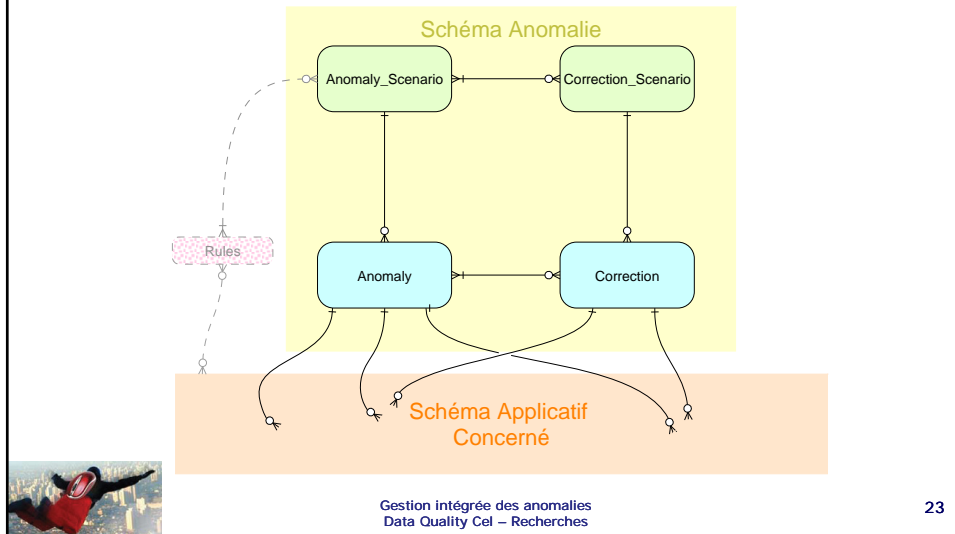 Schéma Anomalie
Anomaly_Scenario
Correction_Scenario
Rules
Anomaly
Correction
Schéma Applicatif
Concerné
Gestion intégrée des anomalies
Data Quality Cel – Recherches
23